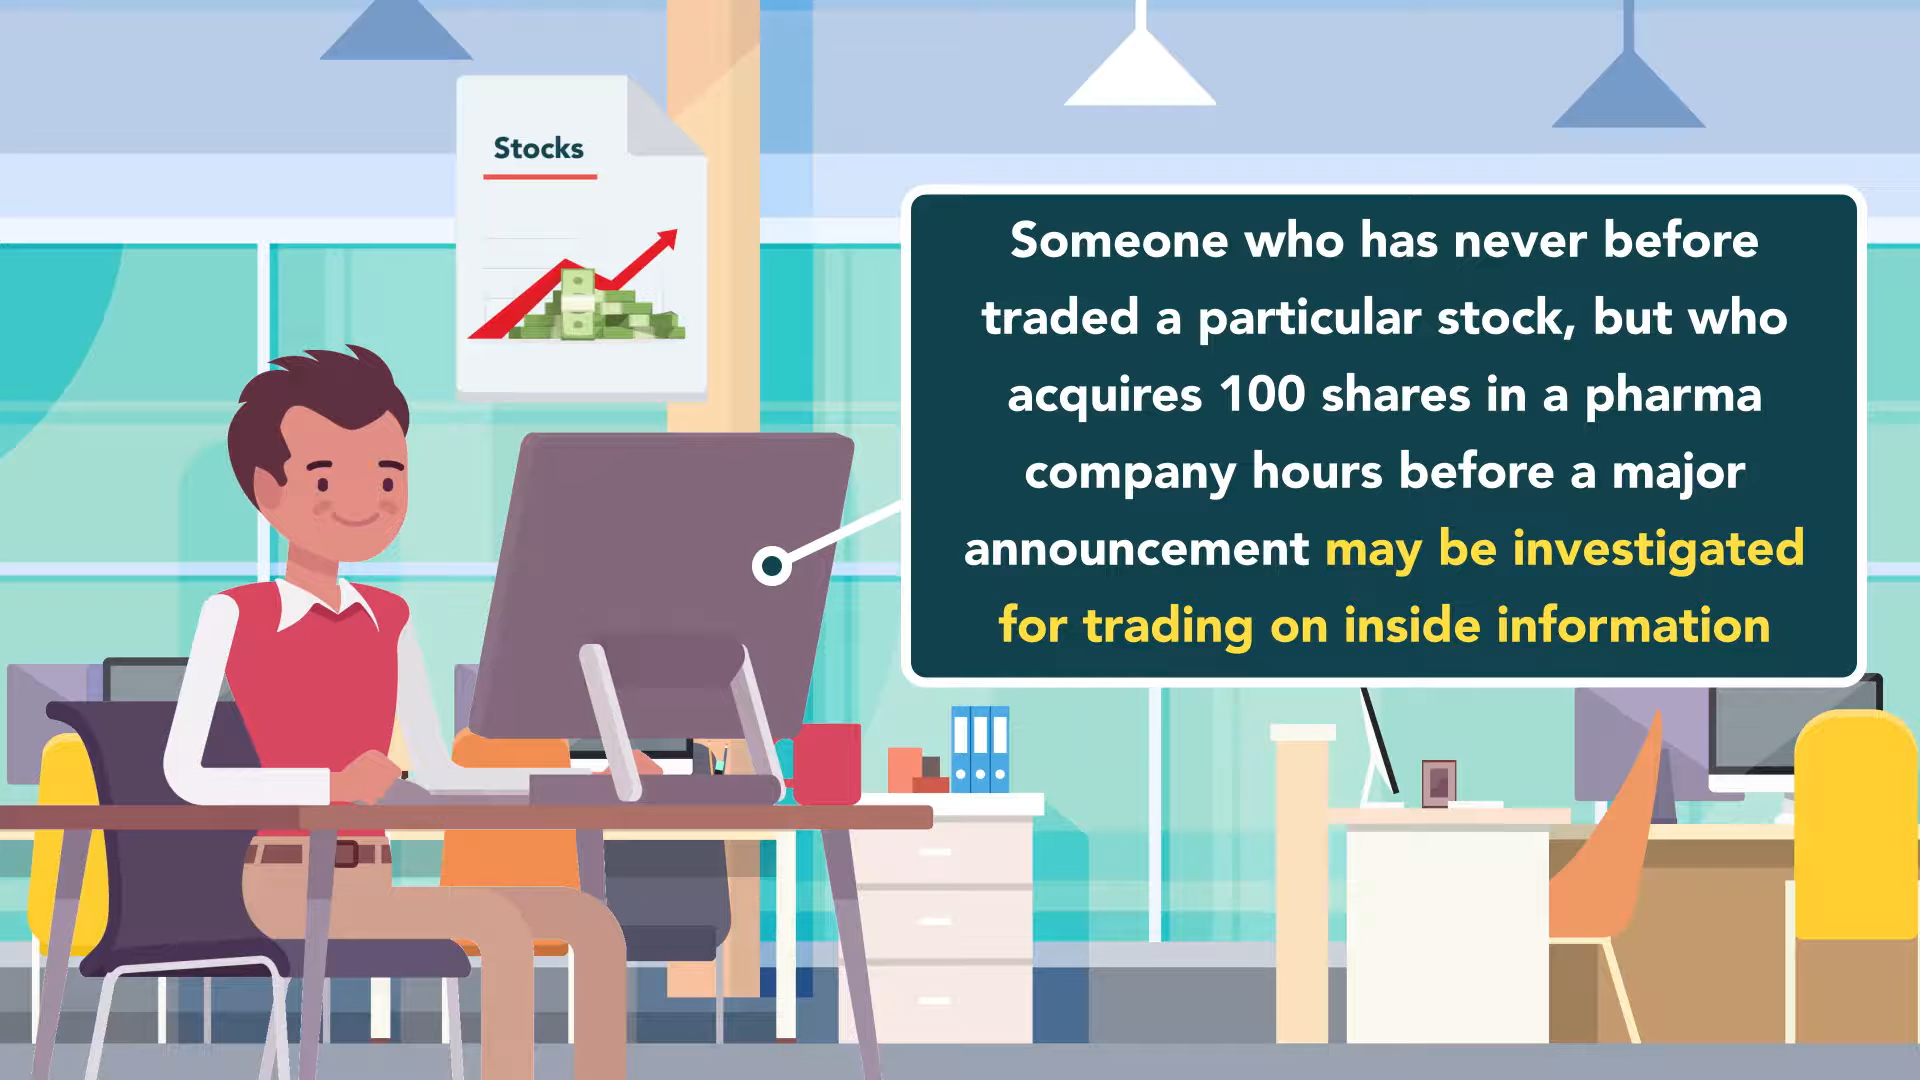 Stocks
Someone who has never before
traded a particular stock, but who
acquires 100 shares in a pharma
company hours before a major
announcement may be investigated
for trading on inside information